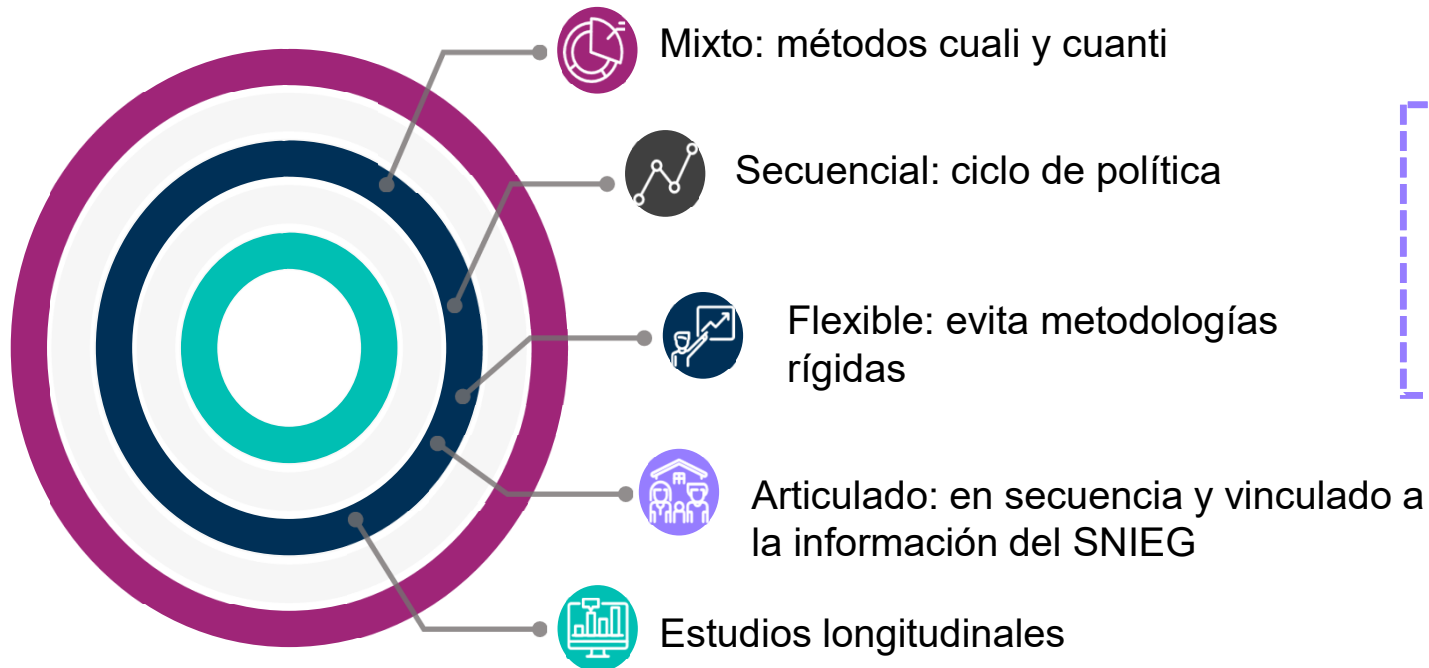 Mixto: métodos cuali y cuanti
Secuencial: ciclo de política
Flexible: evita metodologías
rígidas
Articulado: en secuencia y vinculado a
la información del SNIEG
Estudios longitudinales